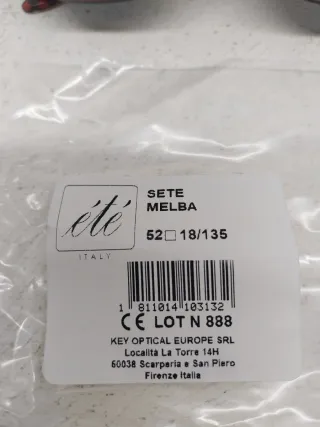 été
ITALY
SETE
MELBA
52□18/135
1 811014 103132
CE LOT N 888
KEY OPTICAL EUROPE SRL
Località La Torre 14H
50038 Scarperia e San Piero
Firenze Italia